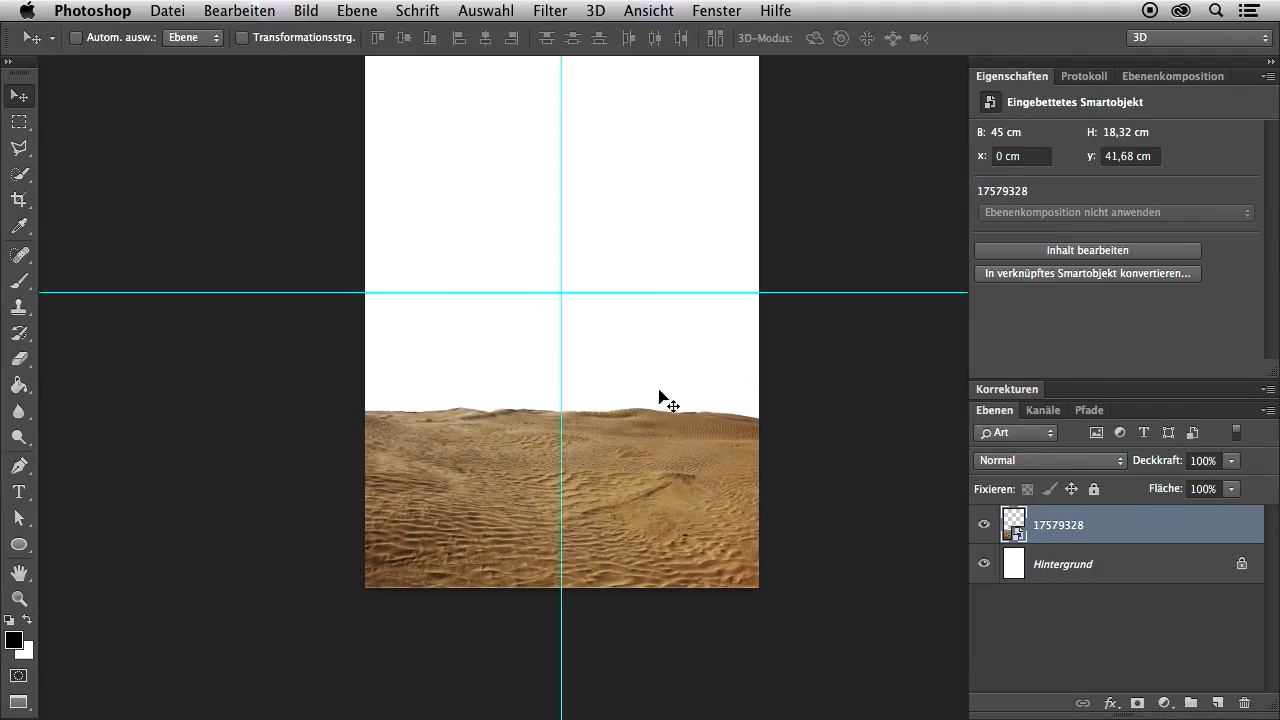 Photoshop Datei Bearbeiten Bild Ebene Schrift Auswahl Filter 3D Ansicht Fenster Hilfe
Autom. ausw.: Ebene Transformationsstrg. 3D-Modus: 3D
Eigenschaften Protokoll Ebenenkomposition
Eingebettetes Smartobjekt
B: 45 cm H: 18,32 cm
x: 0 cm y: 41,68 cm
17579328
Ebenenkomposition nicht anwenden
Inhalt bearbeiten
In verknüpftes Smartobjekt konvertieren...
Korrekturen
Ebenen Kanäle Pfade
Art
Normal Deckkraft: 100%
Fixieren: Fläche: 100%
17579328
Hintergrund